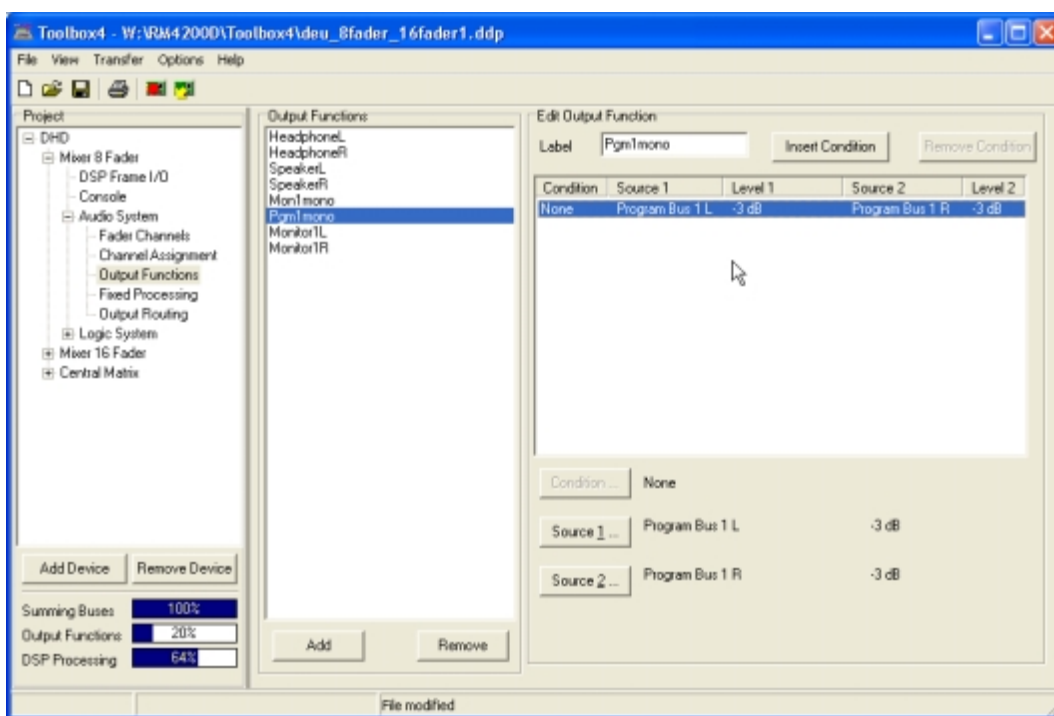 Toolbox4 - W:\RM4200D\Toolbox4\deu_8fader_16fader1.ddp
File View Transfer Options Help
Project
DHD
Mixer 8 Fader
DSP Frame I/O
Console
Audio System
Fader Channels
Channel Assignment
Output Functions
Fixed Processing
Output Routing
Logic System
Mixer 16 Fader
Central Matrix
Add Device Remove Device
Summing Buses 100%
Output Functions 20%
DSP Processing 64%
Output Functions
HeadphoneL
HeadphoneR
SpeakerL
SpeakerR
Mon1mono
Pgm1mono
Monitor1L
Monitor1R
Add Remove
Edit Output Function
Label Pgm1mono Insert Condition Remove Condition
Condition Source 1 Level 1 Source 2 Level 2
None Program Bus 1 L -3 dB Program Bus 1 R -3 dB
Condition ... None
Source 1 ... Program Bus 1 L -3 dB
Source 2 ... Program Bus 1 R -3 dB
File modified